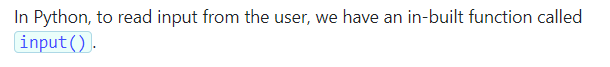 In Python, to read input from the user, we have an in-built function called
input().